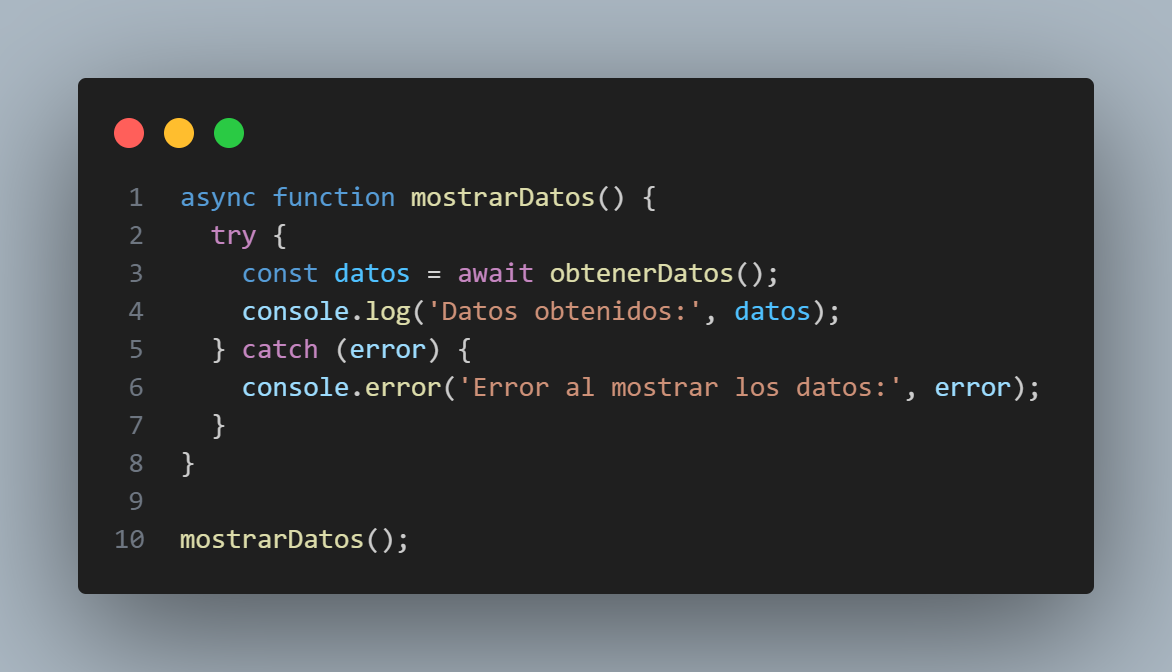 1 async function mostrarDatos() {
2   try {
3     const datos = await obtenerDatos();
4     console.log('Datos obtenidos:', datos);
5   } catch (error) {
6     console.error('Error al mostrar los datos:', error);
7   }
8 }
9
10 mostrarDatos();